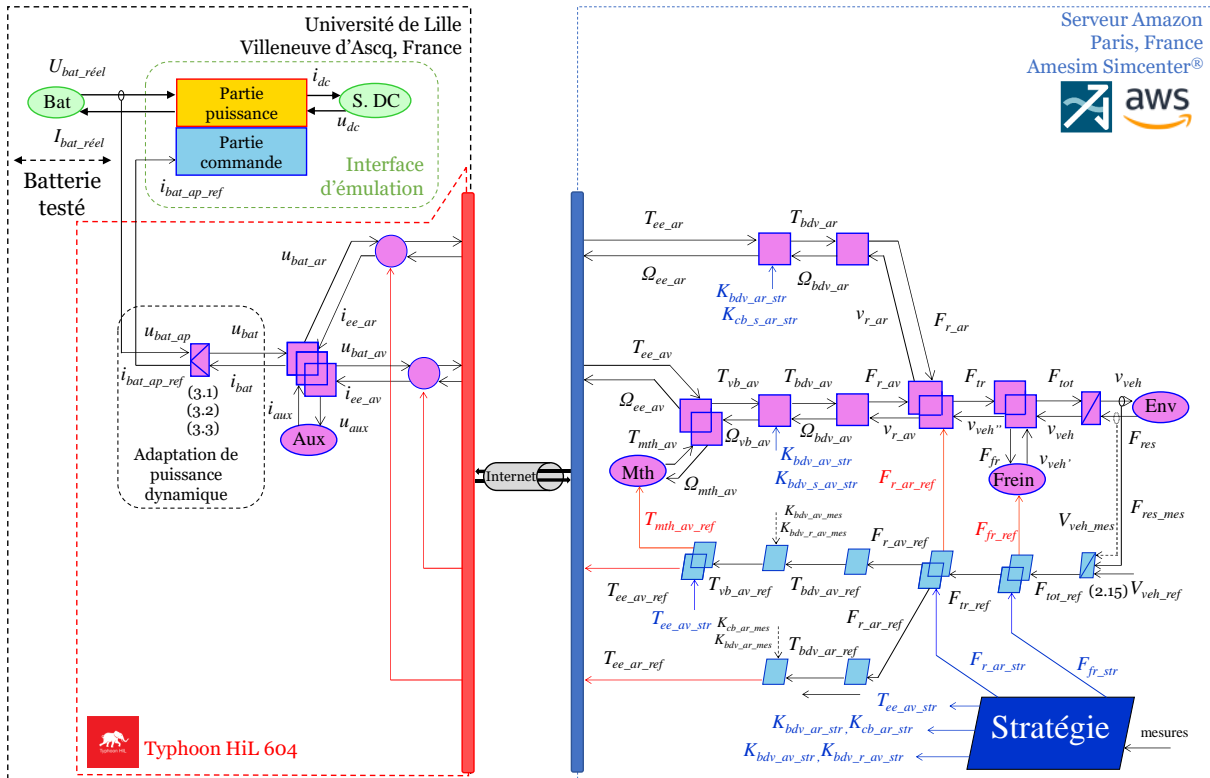 Université de Lille
Villeneuve d'Ascq, France
Serveur Amazon
Paris, France
Amesim Simcenter®
aws
U_bat_réel
Bat
I_bat_réel
Partie
puissance
Partie
commande
i_dc
S. DC
u_dc
Interface
d'émulation
Batterie
testé
i_bat_ap_ref
u_bat_ar
i_ee_ar
u_bat_ap
u_bat
u_bat_av
i_bat_ap_ref
i_bat
i_ee_av
(3.1)
(3.2)
(3.3)
i_aux
u_aux
Aux
Adaptation de
puissance
dynamique
Typhoon HIL
Typhoon HiL 604
Internet
T_ee_ar
T_bdv_ar
Ω_ee_ar
Ω_bdv_ar
K_bdv_ar_str
K_cb_s_ar_str
v_r_ar
F_r_ar
T_ee_av
Ω_ee_av
T_vb_av
T_bdv_av
F_r_av
F_tr
F_tot
v_veh
Env
Ω_vb_av
Ω_bdv_av
v_r_av
v_veh''
v_veh
F_res
T_mth_av
Mth
Ω_mth_av
K_bdv_av_str
K_bdv_s_av_str
F_r_ar_ref
F_fr
v_veh'
Frein
F_res_mes
V_veh_mes
T_mth_av_ref
K_bdv_av_mes
K_bdv_r_av_mes
F_r_av_ref
F_fr_ref
T_ee_av_ref
T_vb_av_ref
T_bdv_av_ref
F_tr_ref
F_tot_ref
(2.15)
V_veh_ref
T_ee_av_str
K_cb_ar_mes
K_bdv_ar_mes
F_r_ar_ref
T_ee_ar_ref
T_bdv_ar_ref
F_r_ar_str
F_fr_str
T_ee_av_str
K_bdv_ar_str,K_cb_ar_str
K_bdv_av_str,K_bdv_r_av_str
Stratégie
mesures